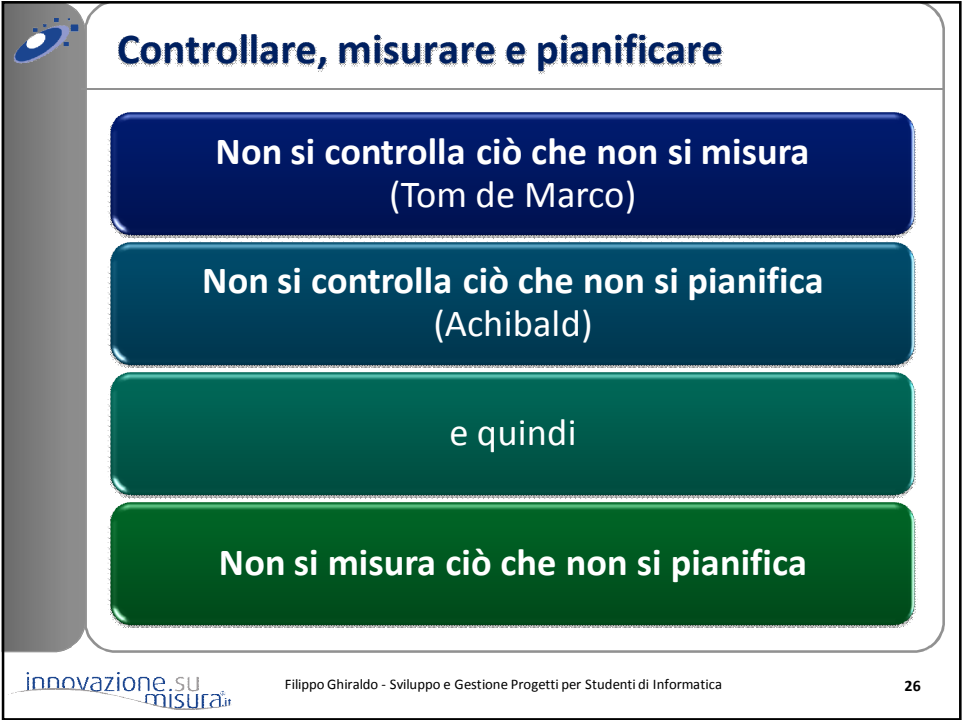 Controllare, misurare e pianificare
Non si controlla ciò che non si misura
(Tom de Marco)
Non si controlla ciò che non si pianifica
(Achibald)
e quindi
Non si misura ciò che non si pianifica
innovazione.su
misura.it
Filippo Ghiraldo - Sviluppo e Gestione Progetti per Studenti di Informatica
26